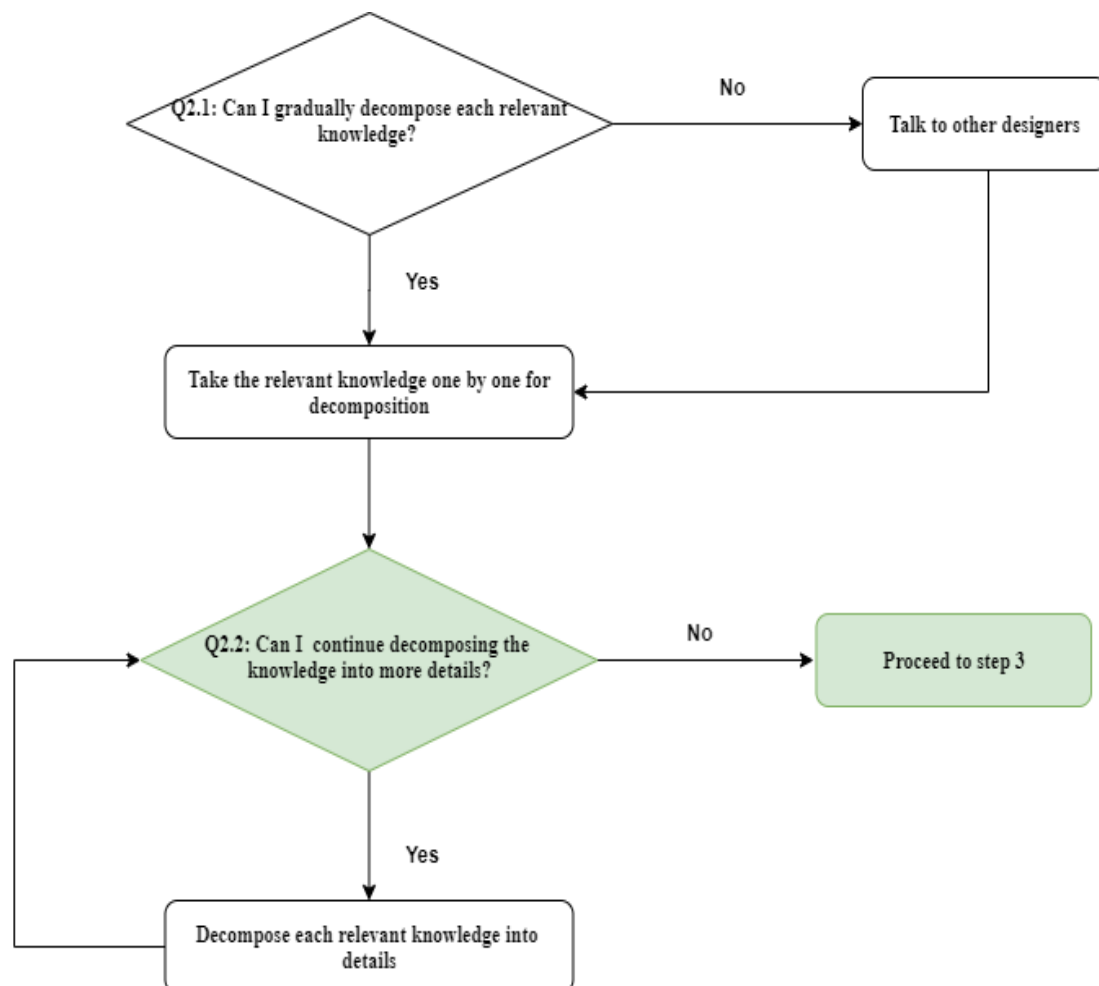 Q2.1: Can I gradually decompose each relevant
knowledge?
No
Talk to other designers
Yes
Take the relevant knowledge one by one for
decomposition
Q2.2: Can I continue decomposing the
knowledge into more details?
No
Proceed to step 3
Yes
Decompose each relevant knowledge into
details